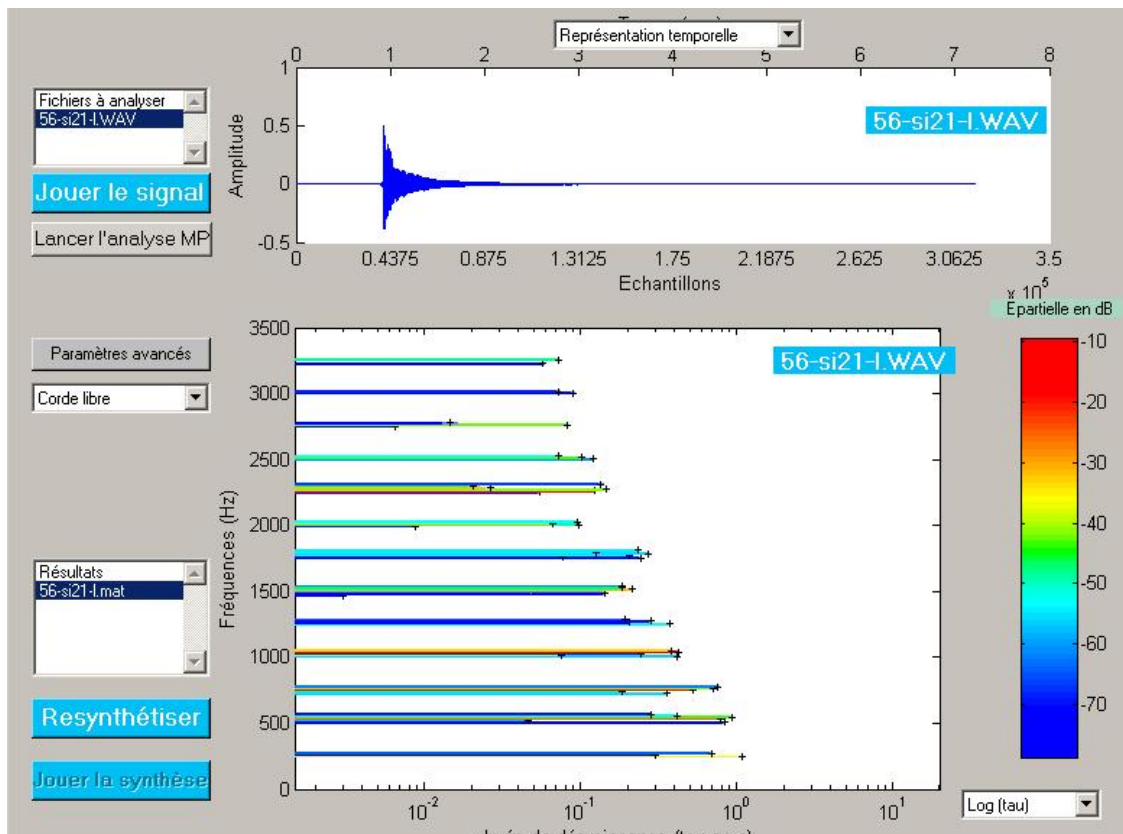 Représentation temporelle
0 1 2 3 4 5 6 7 8
Fichiers à analyser
56-si21-l.WAV
Jouer le signal
Lancer l'analyse MP
Amplitude
1
0.5
0
-0.5
56-si21-l.WAV
0 0.4375 0.875 1.3125 1.75 2.1875 2.625 3.0625 3.5
Echantillons
x 10^5
Epartielle en dB
Paramètres avancés
Corde libre
Résultats
56-si21-l.mat
Resynthétiser
Jouer la synthèse
Fréquences (Hz)
3500
3000
2500
2000
1500
1000
500
0
56-si21-l.WAV
10^-2 10^-1 10^0 10^1
-10
-20
-30
-40
-50
-60
-70
Log (tau)